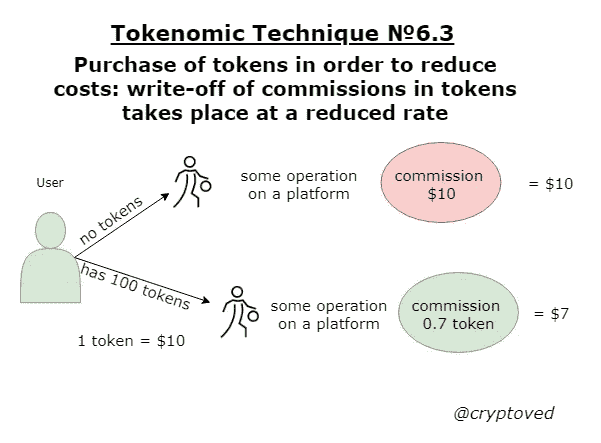 Tokenomic Technique №6.3
Purchase of tokens in order to reduce
costs: write-off of commissions in tokens
takes place at a reduced rate
User
no tokens
some operation
on a platform
commission
$10
= $10
has 100 tokens
some operation
on a platform
commission
0.7 token
= $7
1 token = $10
@cryptoved